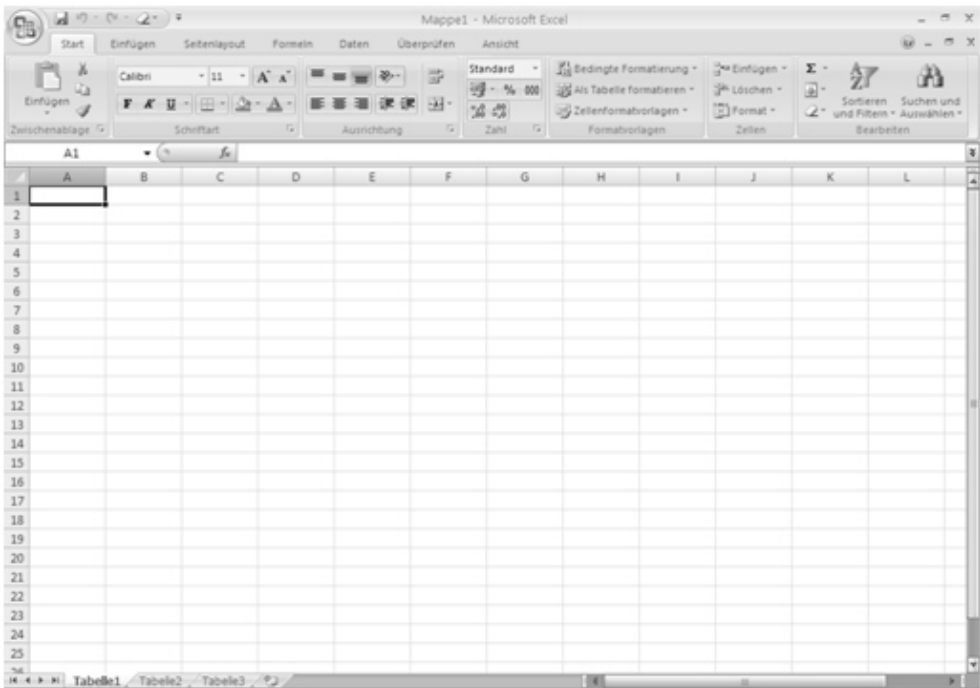 Mappe1 - Microsoft Excel
Start Einfügen Seitenlayout Formeln Daten Überprüfen Ansicht
Calibri 11 A A Standard % 000
Bedingte Formatierung Einfügen Σ
Als Tabelle formatieren Löschen
Einfügen F K U A Zellenformatvorlagen Format
Sortieren und Filtern Suchen und Auswählen
Zwischenablage Schriftart Ausrichtung Zahl Formatvorlagen Zellen Bearbeiten
A1 fx
A B C D E F G H I J K L
1
2
3
4
5
6
7
8
9
10
11
12
13
14
15
16
17
18
19
20
21
22
23
24
25
26
Tabelle1 Tabelle2 Tabelle3